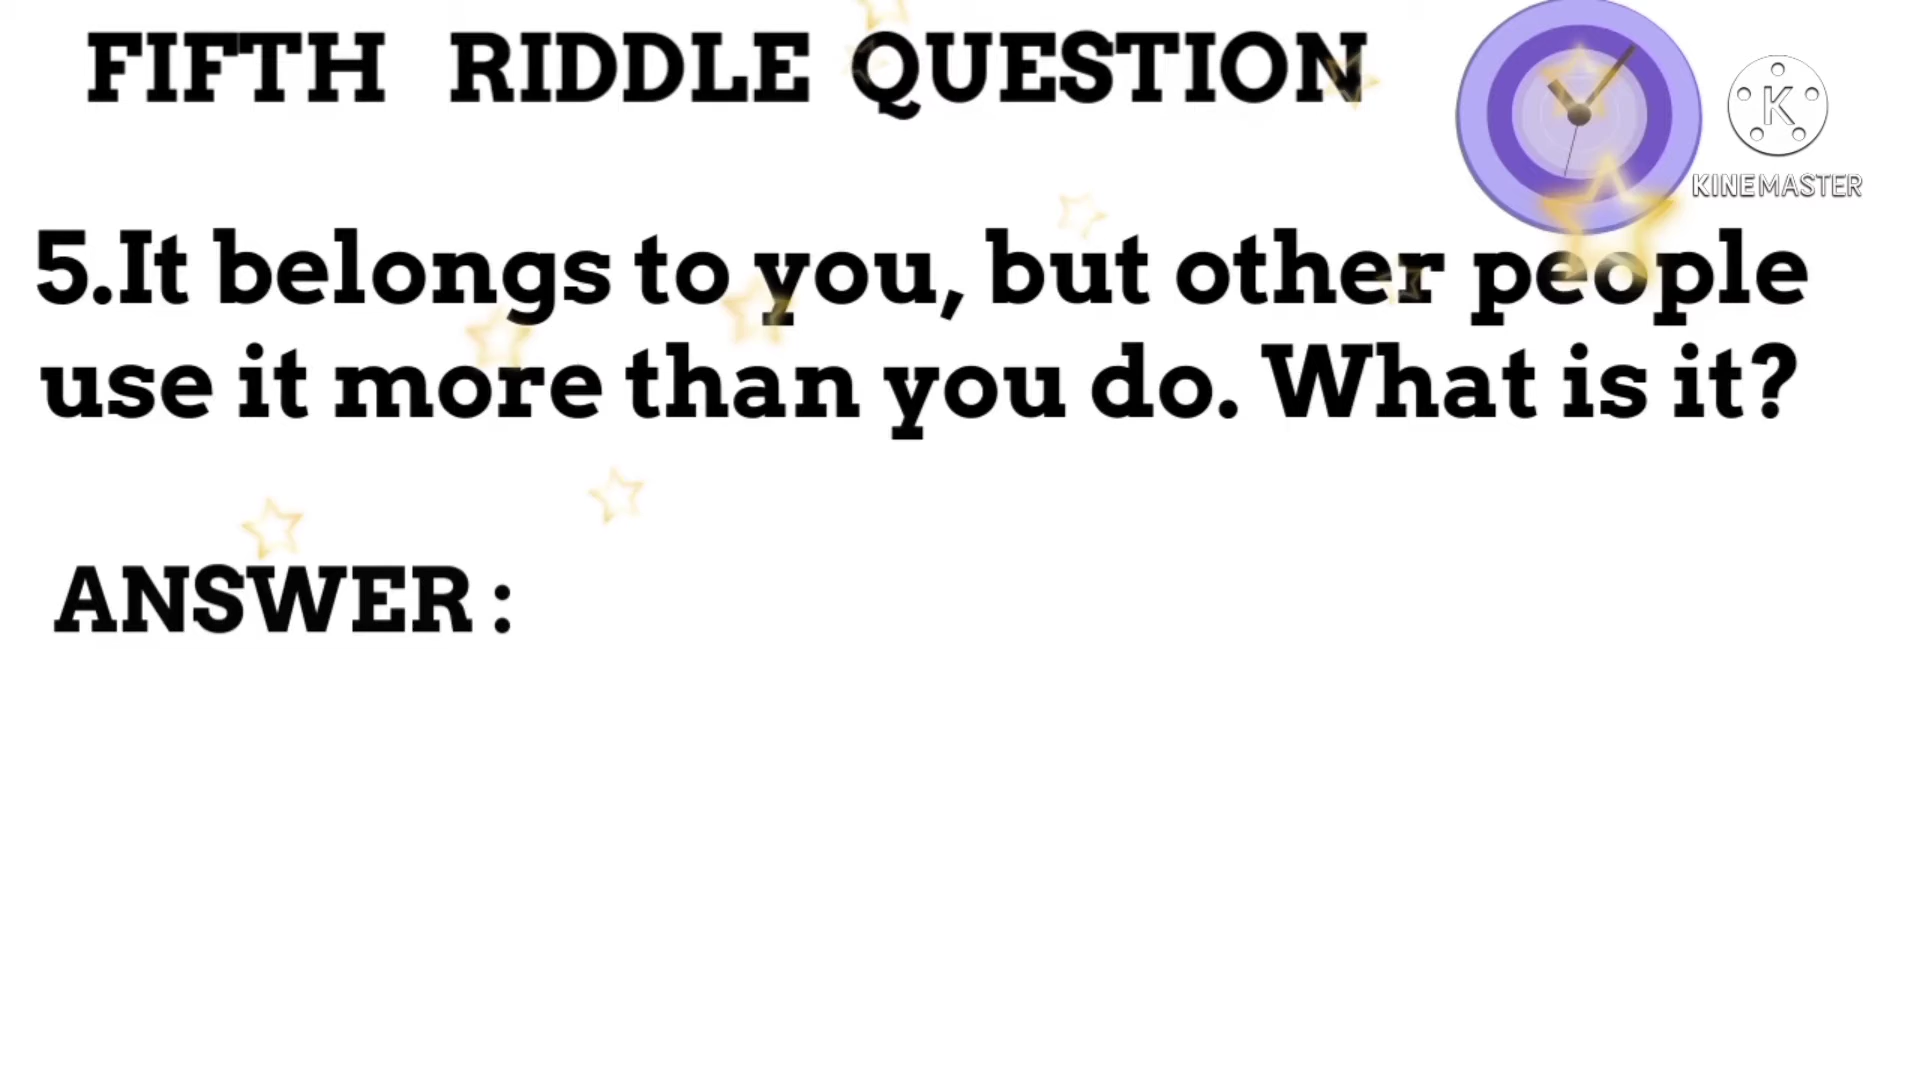 FIFTH RIDDLE QUESTION
K
KINEMASTER
5.It belongs to you, but other people
use it more than you do. What is it?
ANSWER :